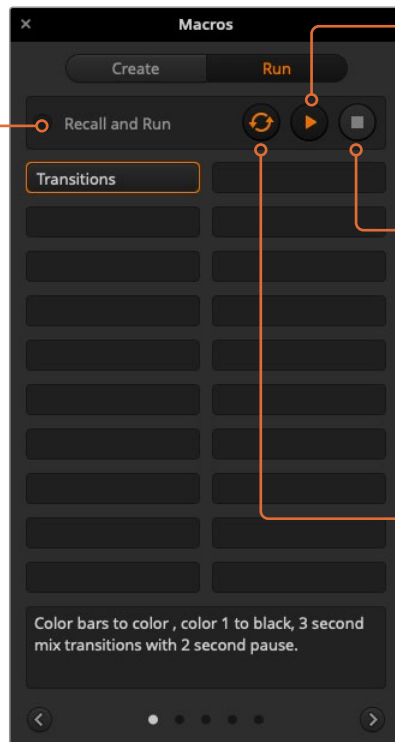 Macros
Create Run
Recall and Run
Transitions
Color bars to color , color 1 to black, 3 second
mix transitions with 2 second pause.